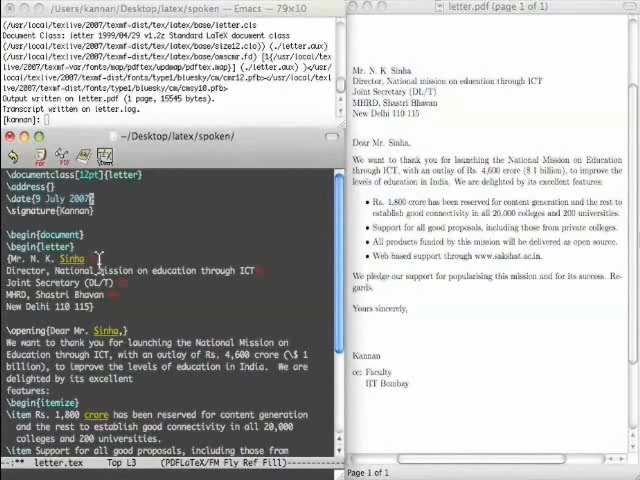 kannan@ /Users/kannan/Desktop/latex/spoken — Emacs — 79×10
(/usr/local/texlive/2007/texmf-dist/tex/latex/base/letter.cls
Document Class: letter 1999/04/29 v1.2z Standard LaTeX document class
(/usr/local/texlive/2007/texmf-dist/tex/latex/base/size12.clo)) (./letter.aux)
(/usr/local/texlive/2007/texmf-dist/tex/latex/base/omscmr.fd) [1{/usr/local/tex
live/2007/texmf-var/fonts/map/pdftex/updmap/pdftex.map}] (./letter.aux) )</usr/
local/texlive/2007/texmf-dist/fonts/type1/bluesky/cm/cmr12.pfb></usr/local/texl
ive/2007/texmf-dist/fonts/type1/bluesky/cm/cmsy10.pfb>
Output written on letter.pdf (1 page, 15545 bytes).
Transcript written on letter.log.
[kannan]:
~/Desktop/latex/spoken/
\documentclass[12pt]{letter}
\address{}
\date{9 July 2007}
\signature{Kannan}
\begin{document}
\begin{letter}
{Mr. N. K. Sinha \\
Director, National mission on education through ICT\\
Joint Secretary (DL/T) \\
MHRD, Shastri Bhavan \\
New Delhi 110 115}
\opening{Dear Mr. Sinha,}
We want to thank you for launching the National Mission on
Education through ICT, with an outlay of Rs. 4,600 crore (\$ 1
billion), to improve the levels of education in India.  We are
delighted by its excellent
features:
\begin{itemize}
\item Rs. 1,800 crore has been reserved for content generation
and the rest to establish good connectivity in all 20,000
colleges and 200 universities.
\item Support for all good proposals, including those from
-:** letter.tex Top L3 (PDFLaTeX/FM Fly Ref Fill)
letter.pdf (page 1 of 1)
Mr. N. K. Sinha
Director, National mission on education through ICT
Joint Secretary (DL/T)
MHRD, Shastri Bhavan
New Delhi 110 115
Dear Mr. Sinha,
We want to thank you for launching the National Mission on Education
through ICT, with an outlay of Rs. 4,600 crore ($ 1 billion), to improve the
levels of education in India. We are delighted by its excellent features:
• Rs. 1,800 crore has been reserved for content generation and the rest to
establish good connectivity in all 20,000 colleges and 200 universities.
• Support for all good proposals, including those from private colleges.
• All products funded by this mission will be delivered as open source.
• Web based support through www.sakshat.ac.in.
We pledge our support for popularising this mission and for its success. Re-
gards.
Yours sincerely,
Kannan
cc: Faculty
IIT Bombay
Page 1 of 1